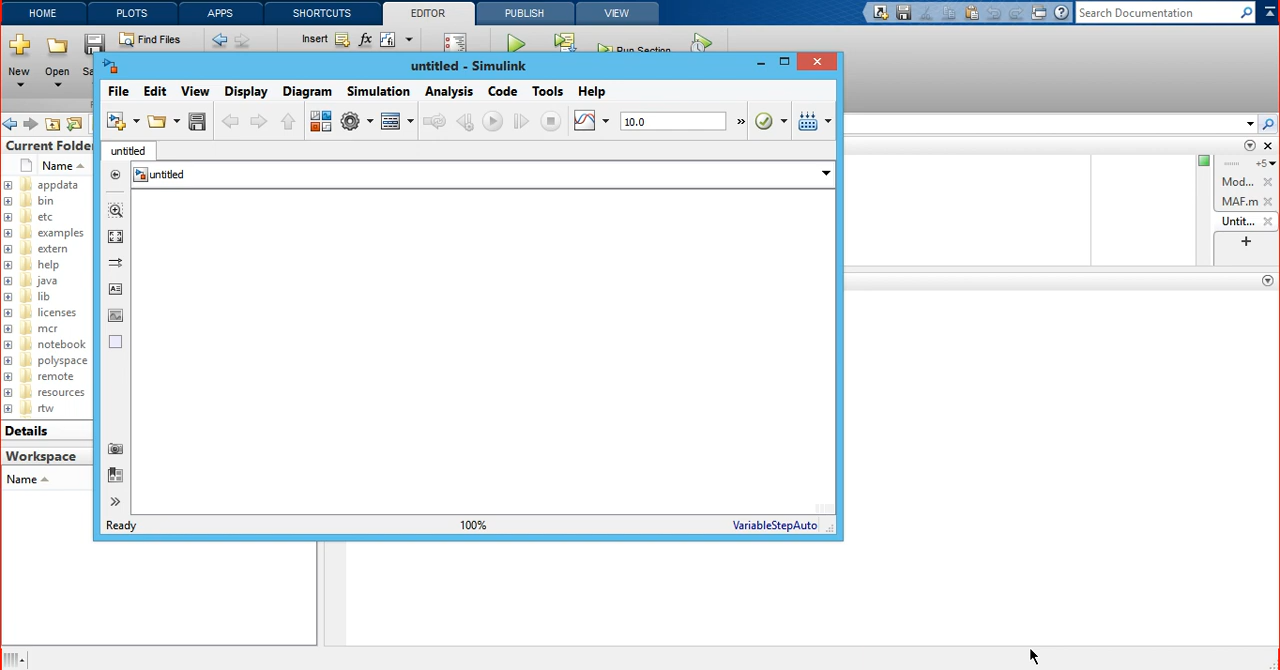 HOME PLOTS APPS SHORTCUTS EDITOR PUBLISH VIEW Search Documentation
Find Files Insert fx
New Open Run Section
untitled - Simulink
File Edit View Display Diagram Simulation Analysis Code Tools Help
10.0 »
Current Folde
untitled
Name
untitled
+5
appdata
Mod...
bin
MAF.m
etc
Untit...
examples
extern
help
java
lib
licenses
mcr
notebook
polyspace
remote
resources
rtw
Details
Workspace
Name
Ready 100% VariableStepAuto